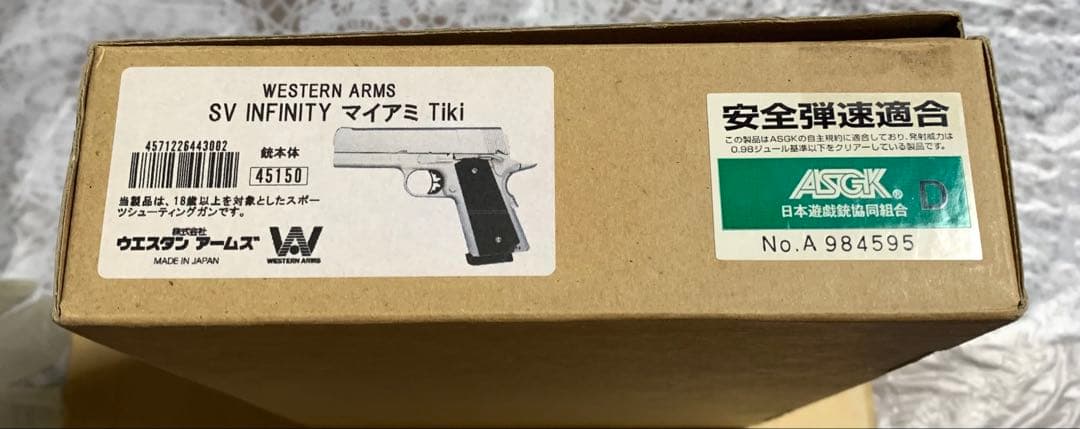 WESTERN ARMS
SV INFINITY マイアミ Tiki
4571226443002
銃本体
45150
当製品は、18歳以上を対象としたスポー
ツシューティングガンです。
株式会社
ウエスタン アームズ
MADE IN JAPAN
WESTERN ARMS
安全弾速適合
この製品はASGKの自主規約に適合しており、発射威力は
0.98ジュール基準以下をクリアーしている製品です。
ASGK® D
日本遊戯銃協同組合
No.A 984595